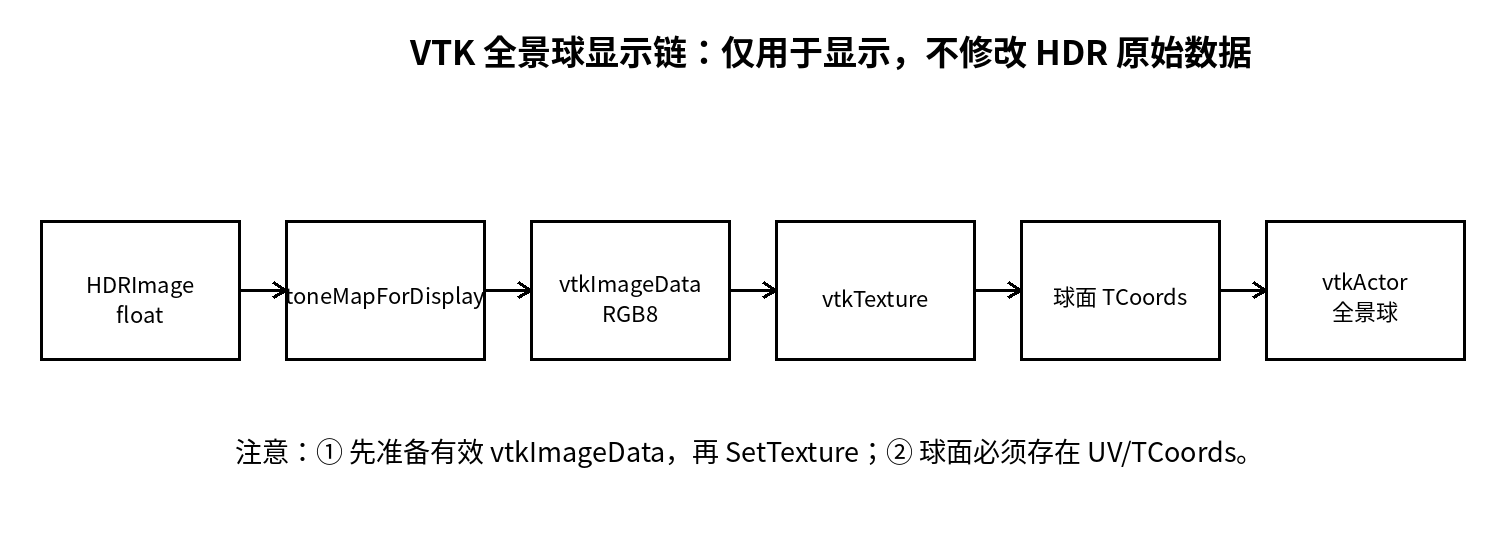 VTK 全景球显示链：仅用于显示，不修改 HDR 原始数据
HDRImage
float
toneMapForDisplay
vtkImageData
RGB8
vtkTexture
球面 TCoords
vtkActor
全景球
注意：① 先准备有效 vtkImageData，再 SetTexture；② 球面必须存在 UV/TCoords。